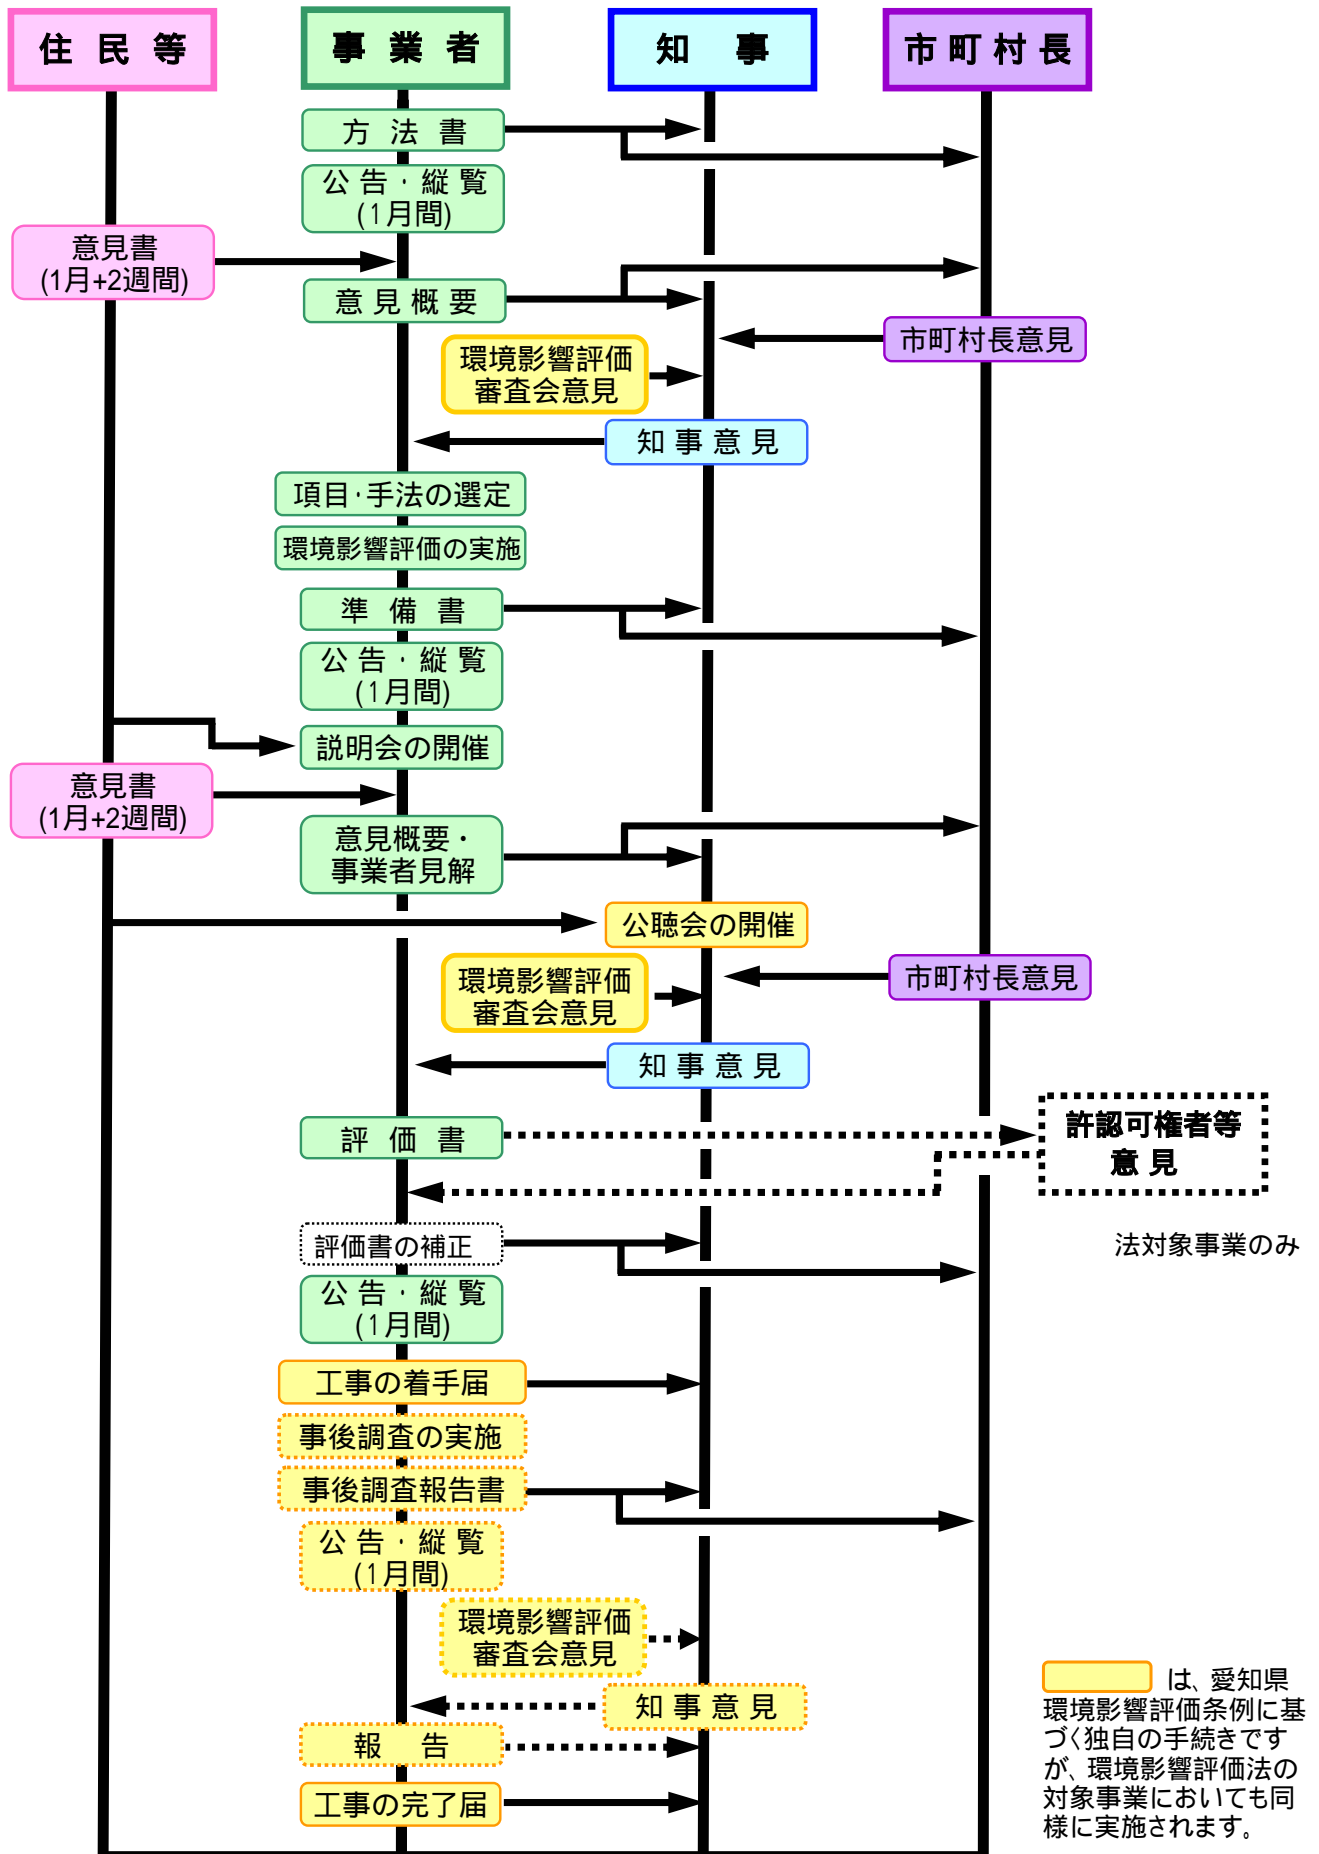 住 民 等
事 業 者
知 事
市 町 村 長
方 法 書
公 告 ・ 縦 覧
(1月間)
意見書
(1月+2週間)
意 見 概 要
市町村長意見
環境影響評価
審査会意見
知 事 意 見
項目・手法の選定
環境影響評価の実施
準 備 書
公 告 ・ 縦 覧
(1月間)
説明会の開催
意見書
(1月+2週間)
意見概要・
事業者見解
公聴会の開催
市町村長意見
環境影響評価
審査会意見
知 事 意 見
評 価 書
許認可権者等
意 見
評価書の補正
法対象事業のみ
公 告 ・ 縦 覧
(1月間)
工事の着手届
事後調査の実施
事後調査報告書
公 告 ・ 縦 覧
(1月間)
環境影響評価
審査会意見
知 事 意 見
報 告
工事の完了届
は、愛知県
環境影響評価条例に基
づく独自の手続きです
が、環境影響評価法の
対象事業においても同
様に実施されます。